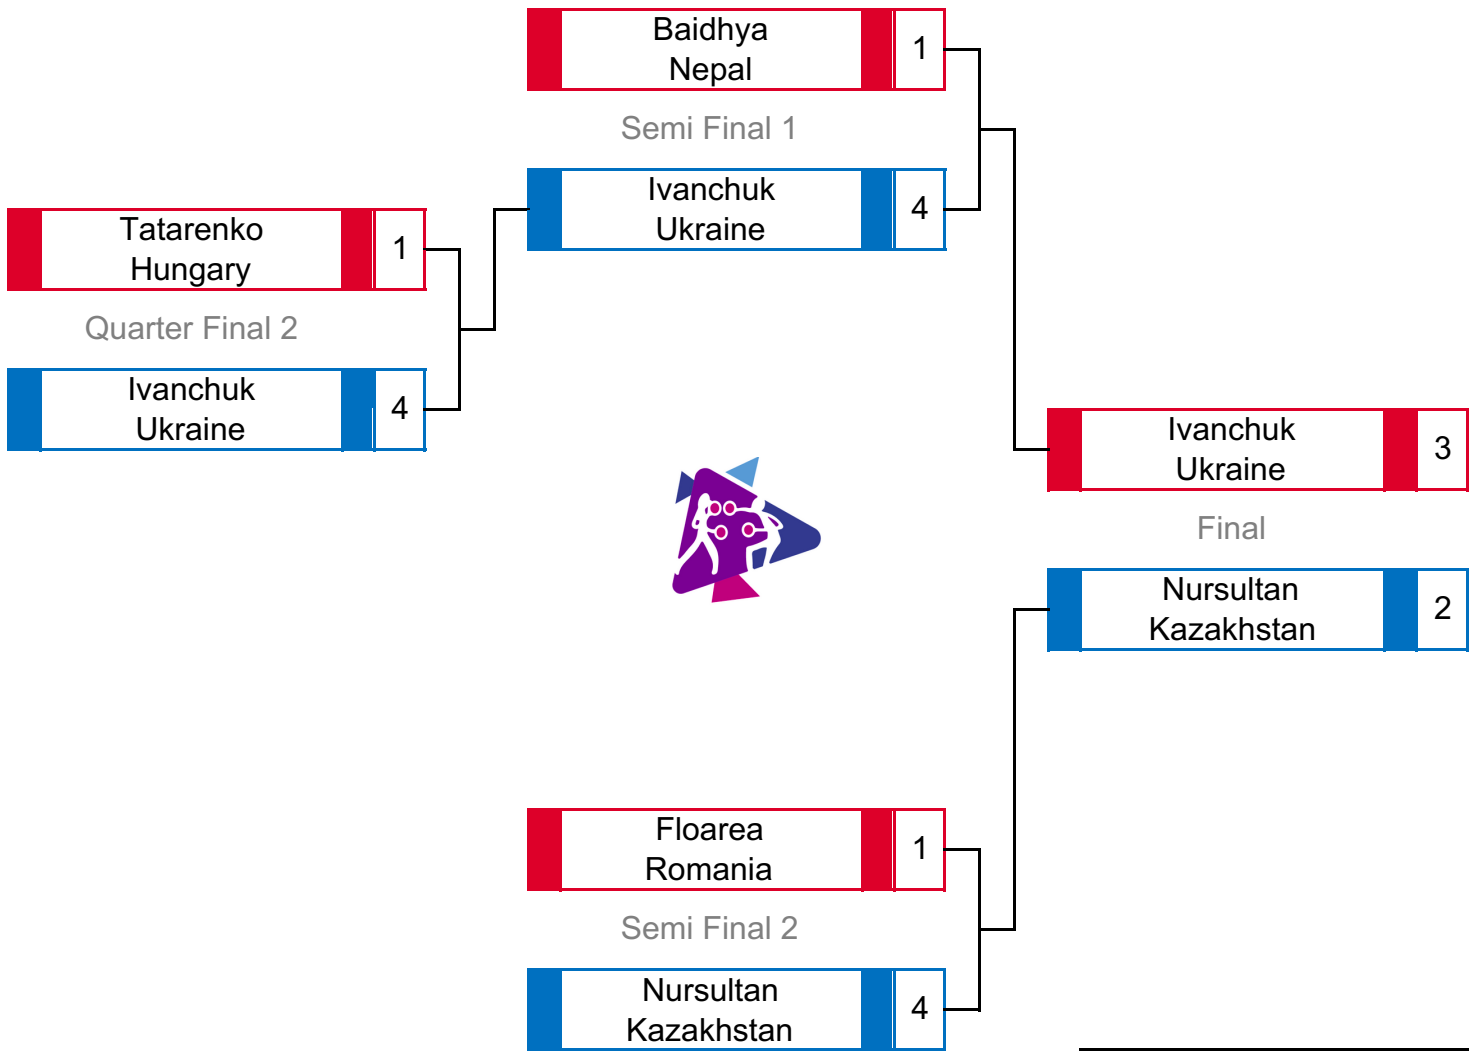 Baidhya
Nepal
1
Semi Final 1
Ivanchuk
Ukraine
4
Tatarenko
Hungary
1
Quarter Final 2
Ivanchuk
Ukraine
4
Ivanchuk
Ukraine
3
Final
Nursultan
Kazakhstan
2
Floarea
Romania
1
Semi Final 2
Nursultan
Kazakhstan
4